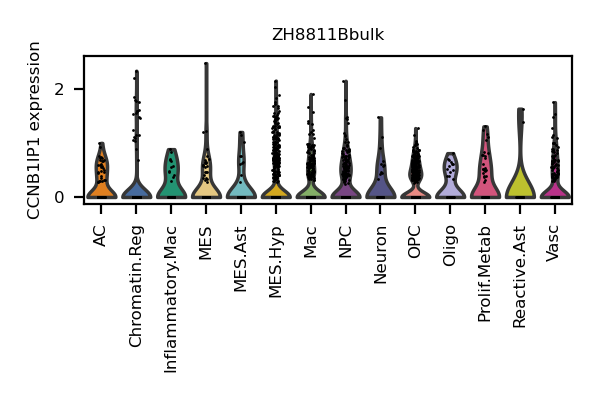 ZH8811Bbulk
CCNB1IP1 expression
2
0
AC
Chromatin.Reg
Inflammatory.Mac
MES
MES.Ast
MES.Hyp
Mac
NPC
Neuron
OPC
Oligo
Prolif.Metab
Reactive.Ast
Vasc